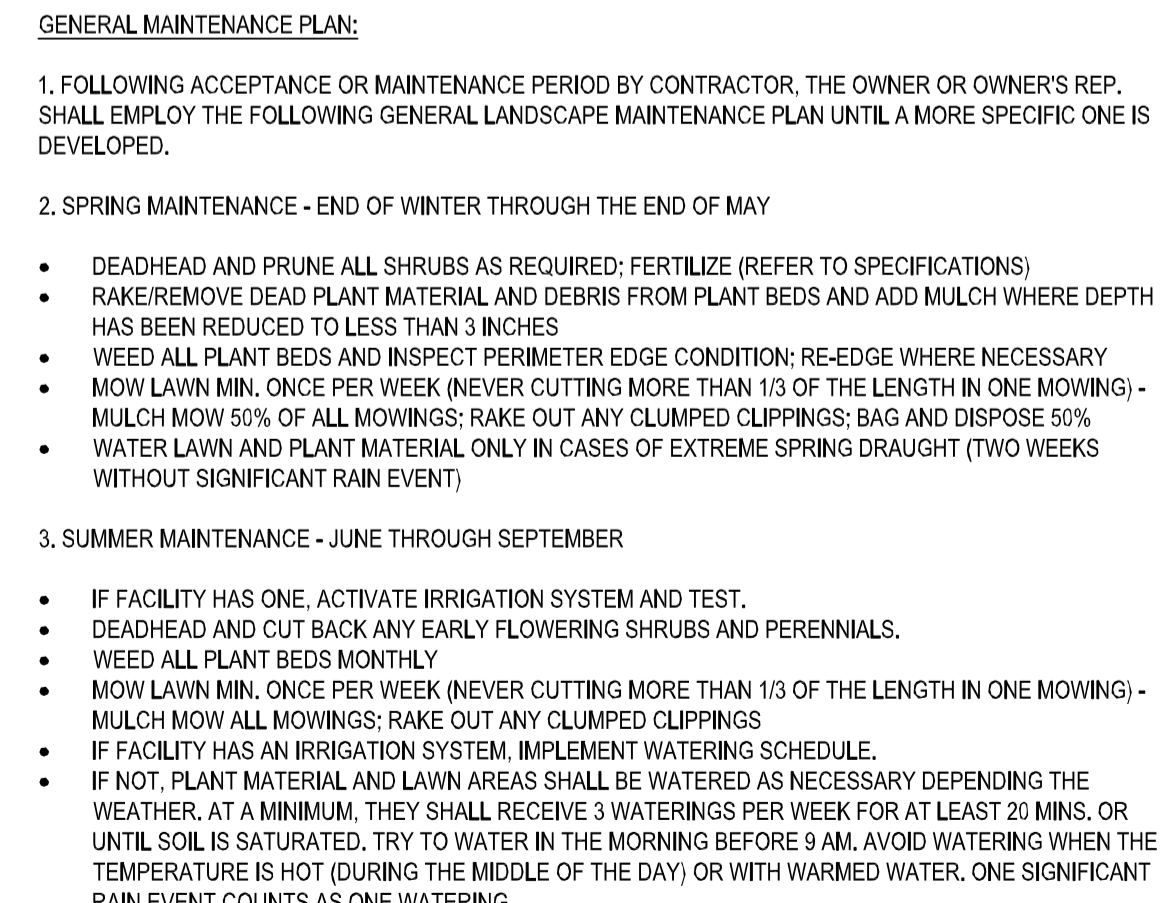 GENERAL MAINTENANCE PLAN:
1. FOLLOWING ACCEPTANCE OR MAINTENANCE PERIOD BY CONTRACTOR, THE OWNER OR OWNER'S REP.
SHALL EMPLOY THE FOLLOWING GENERAL LANDSCAPE MAINTENANCE PLAN UNTIL A MORE SPECIFIC ONE IS
DEVELOPED.
2. SPRING MAINTENANCE - END OF WINTER THROUGH THE END OF MAY
• DEADHEAD AND PRUNE ALL SHRUBS AS REQUIRED; FERTILIZE (REFER TO SPECIFICATIONS)
• RAKE/REMOVE DEAD PLANT MATERIAL AND DEBRIS FROM PLANT BEDS AND ADD MULCH WHERE DEPTH
HAS BEEN REDUCED TO LESS THAN 3 INCHES
• WEED ALL PLANT BEDS AND INSPECT PERIMETER EDGE CONDITION; RE-EDGE WHERE NECESSARY
• MOW LAWN MIN. ONCE PER WEEK (NEVER CUTTING MORE THAN 1/3 OF THE LENGTH IN ONE MOWING) -
MULCH MOW 50% OF ALL MOWINGS; RAKE OUT ANY CLUMPED CLIPPINGS; BAG AND DISPOSE 50%
• WATER LAWN AND PLANT MATERIAL ONLY IN CASES OF EXTREME SPRING DRAUGHT (TWO WEEKS
WITHOUT SIGNIFICANT RAIN EVENT)
3. SUMMER MAINTENANCE - JUNE THROUGH SEPTEMBER
• IF FACILITY HAS ONE, ACTIVATE IRRIGATION SYSTEM AND TEST.
• DEADHEAD AND CUT BACK ANY EARLY FLOWERING SHRUBS AND PERENNIALS.
• WEED ALL PLANT BEDS MONTHLY
• MOW LAWN MIN. ONCE PER WEEK (NEVER CUTTING MORE THAN 1/3 OF THE LENGTH IN ONE MOWING) -
MULCH MOW ALL MOWINGS; RAKE OUT ANY CLUMPED CLIPPINGS
• IF FACILITY HAS AN IRRIGATION SYSTEM, IMPLEMENT WATERING SCHEDULE.
• IF NOT, PLANT MATERIAL AND LAWN AREAS SHALL BE WATERED AS NECESSARY DEPENDING THE
WEATHER. AT A MINIMUM, THEY SHALL RECEIVE 3 WATERINGS PER WEEK FOR AT LEAST 20 MINS. OR
UNTIL SOIL IS SATURATED. TRY TO WATER IN THE MORNING BEFORE 9 AM. AVOID WATERING WHEN THE
TEMPERATURE IS HOT (DURING THE MIDDLE OF THE DAY) OR WITH WARMED WATER. ONE SIGNIFICANT
RAIN EVENT COUNTS AS ONE WATERING